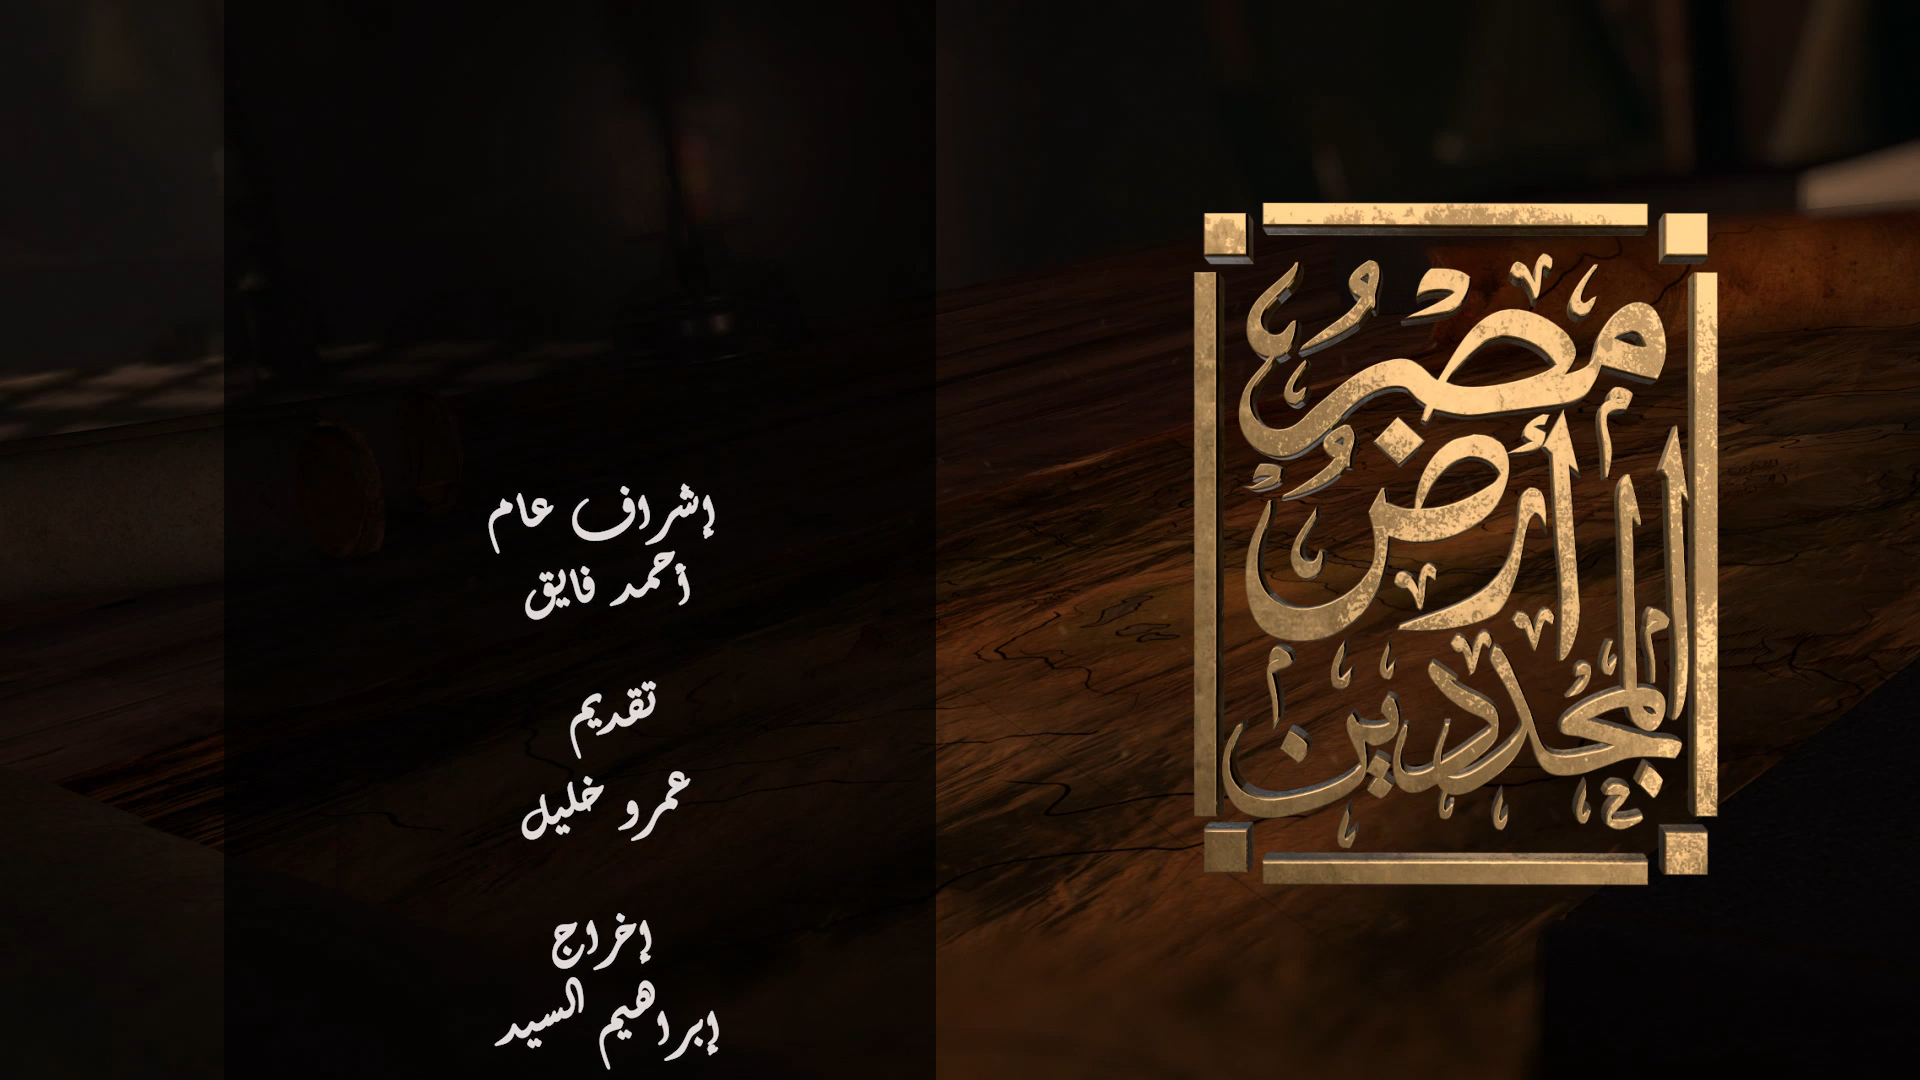 مصر
أرض
المجددين
إشراف عام
أحمد فايق
تقديم
عمرو خليل
إخراج
إبراهيم السيد